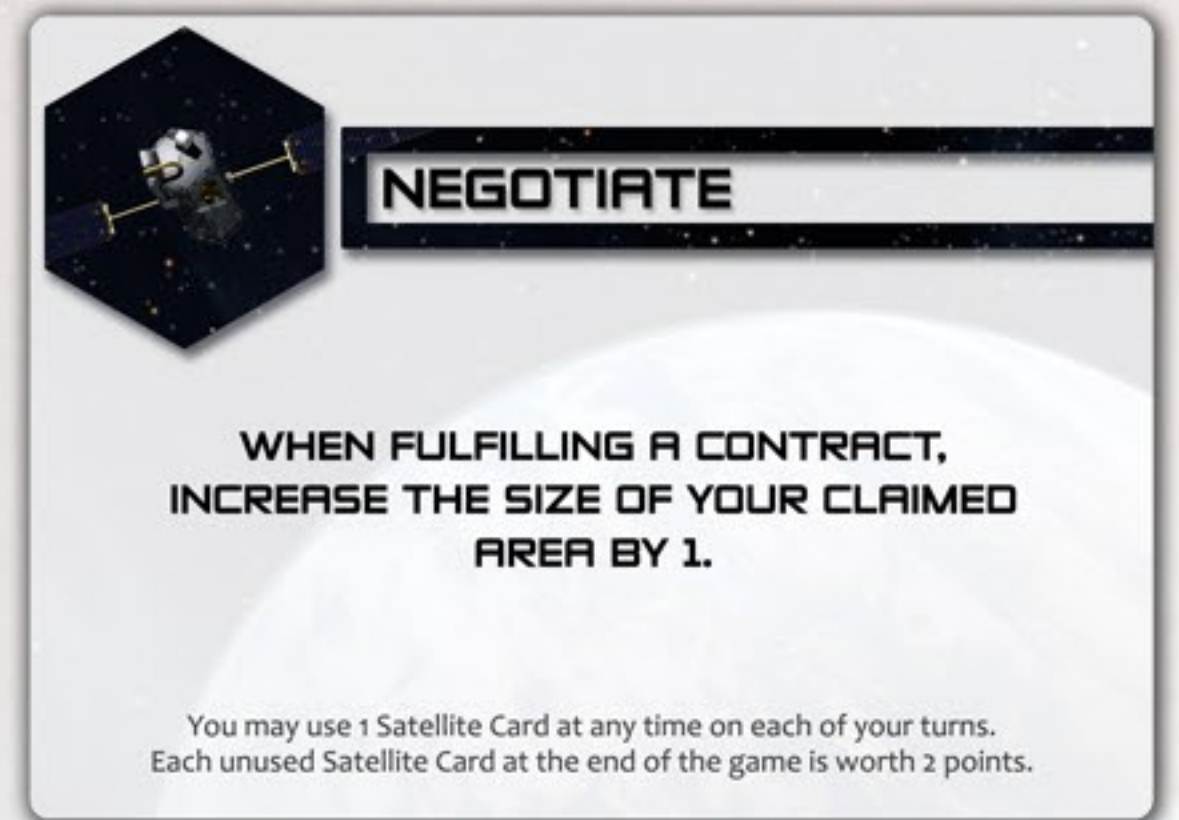 NEGOTIATE
WHEN FULFILLING A CONTRACT,
INCREASE THE SIZE OF YOUR CLAIMED
AREA BY 1.
You may use 1 Satellite Card at any time on each of your turns.
Each unused Satellite Card at the end of the game is worth 2 points.